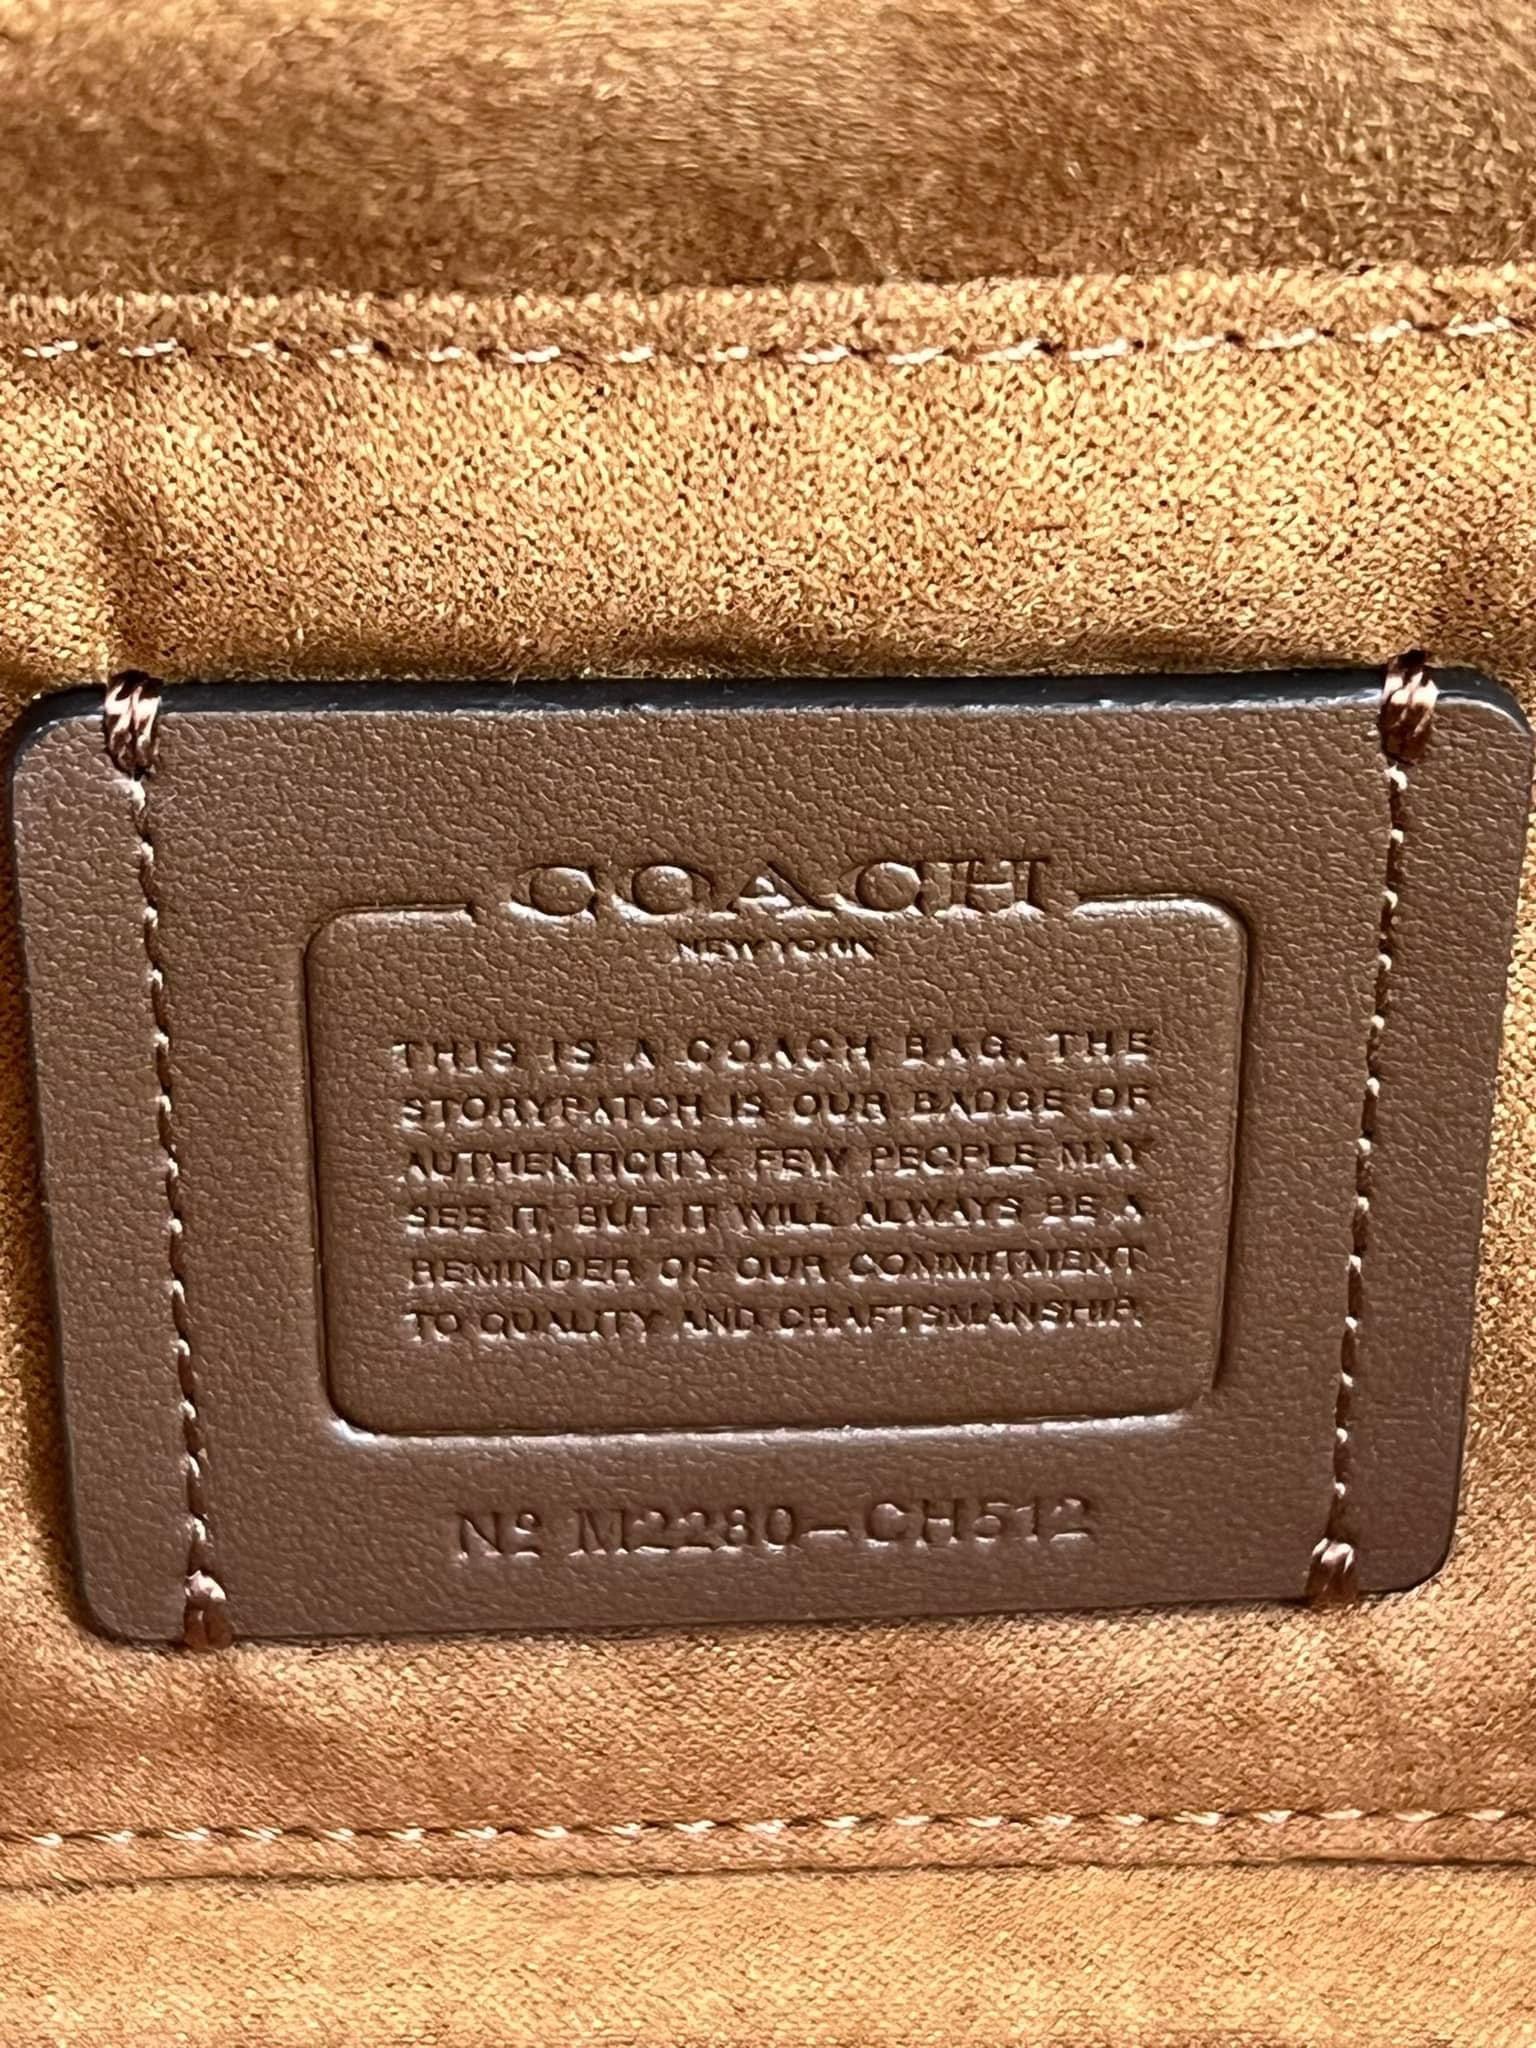 COACH
NEW YORK
THIS IS A COACH BAG. THE
STORYPATCH IS OUR BADGE OF
AUTHENTICITY. FEW PEOPLE MAY
SEE IT, BUT IT WILL ALWAYS BE A
REMINDER OF OUR COMMITMENT
TO QUALITY AND CRAFTSMANSHIP.
Nº M2280-CH512